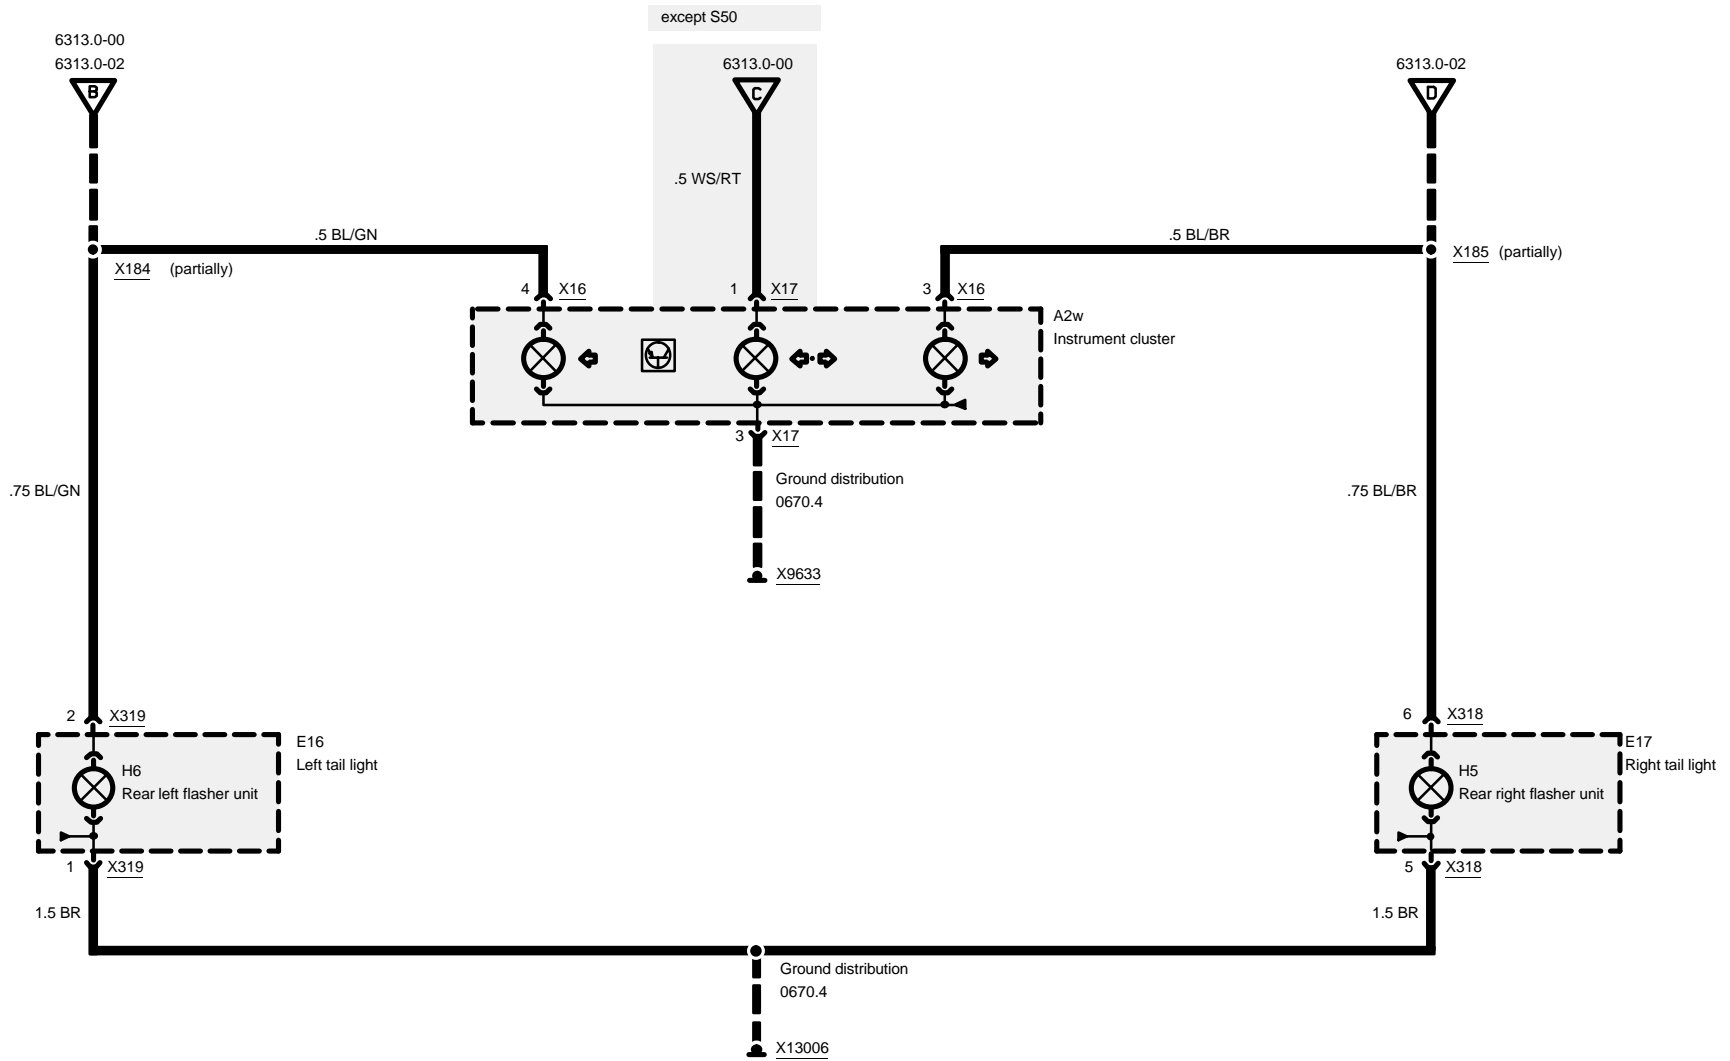 except S50
6313.0-00
6313.0-02
B
6313.0-00
C
6313.0-02
D
.5 WS/RT
.5 BL/GN
.5 BL/BR
X184 (partially)
X185 (partially)
4 X16
1 X17
3 X16
A2w
Instrument cluster
3 X17
Ground distribution
0670.4
.75 BL/GN
.75 BL/BR
X9633
2 X319
6 X318
E16
Left tail light
H6
Rear left flasher unit
E17
Right tail light
H5
Rear right flasher unit
1 X319
5 X318
1.5 BR
1.5 BR
Ground distribution
0670.4
X13006